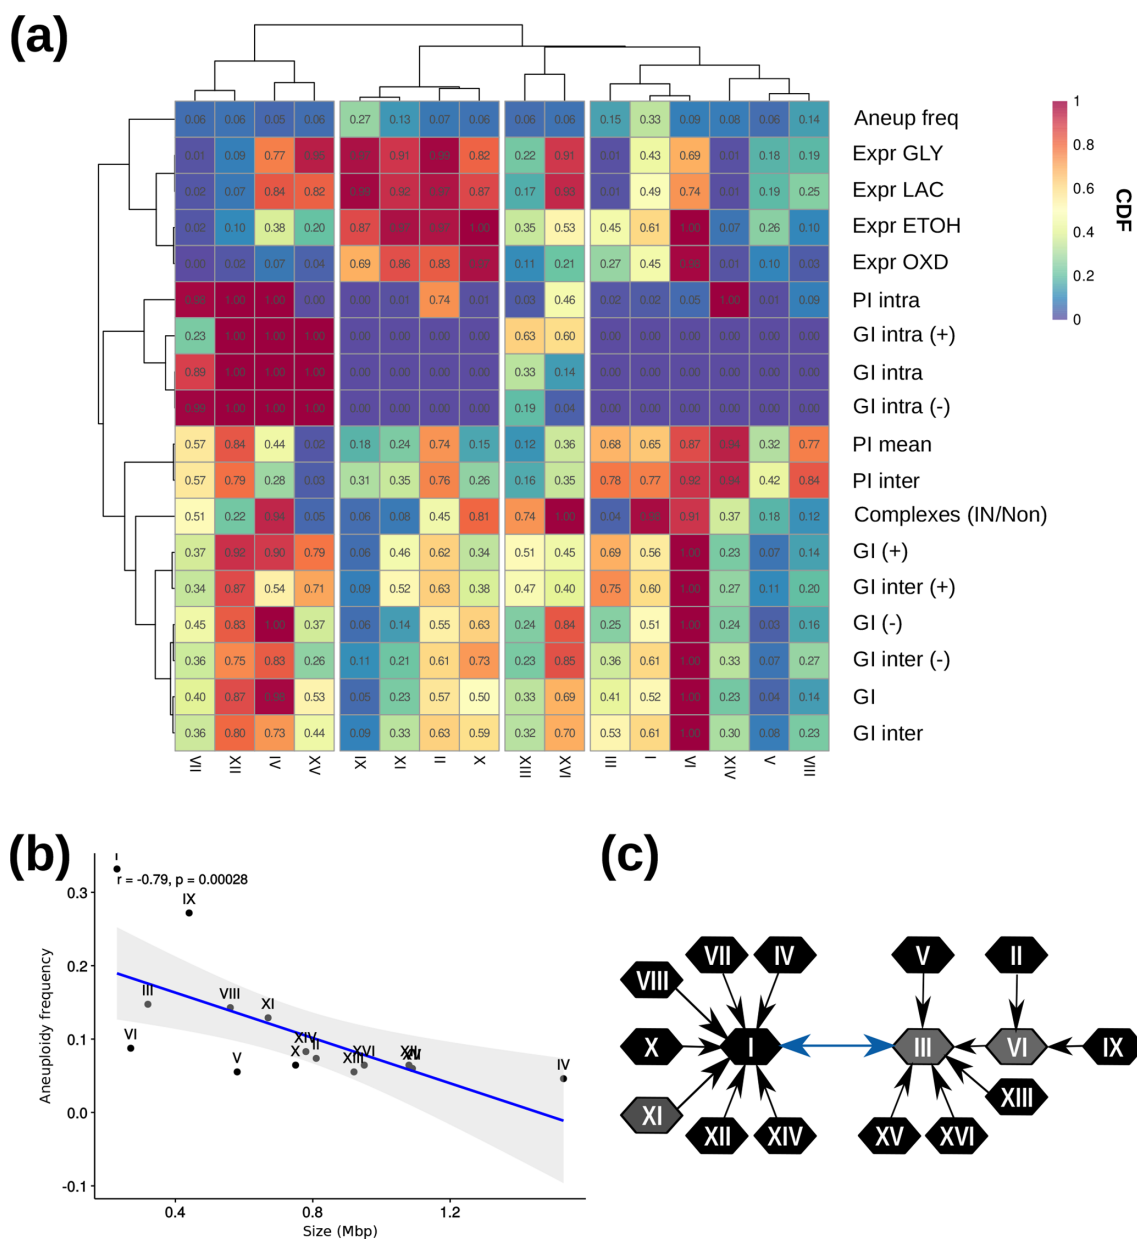 (a)
0.06 0.06 0.05 0.06 0.27 0.13 0.07 0.06 0.06 0.06 0.15 0.33 0.09 0.08 0.06 0.14 Aneup freq
0.01 0.09 0.77 0.91 0.82 0.22 0.91 0.01 0.43 0.69 0.01 0.18 0.19 Expr GLY
0.02 0.07 0.84 0.82 0.99 0.92 0.87 0.17 0.93 0.01 0.49 0.74 0.01 0.19 0.25 Expr LAC
0.02 0.10 0.38 0.20 0.87 1.00 0.35 0.53 0.45 0.61 1.00 0.07 0.26 0.10 Expr ETOH
0.00 0.02 0.07 0.04 0.69 0.86 0.83 0.11 0.21 0.27 0.45 0.98 0.01 0.10 0.03 Expr OXD
0.98 1.00 1.00 0.00 0.00 0.01 0.74 0.01 0.03 0.46 0.02 0.02 0.05 1.00 0.01 0.09 PI intra
0.23 1.00 1.00 1.00 0.00 0.00 0.00 0.00 0.63 0.60 0.00 0.00 0.00 0.00 0.00 0.00 GI intra (+)
0.89 1.00 1.00 1.00 0.00 0.00 0.00 0.00 0.33 0.14 0.00 0.00 0.00 0.00 0.00 0.00 GI intra
0.99 1.00 1.00 1.00 0.00 0.00 0.00 0.00 0.19 0.04 0.00 0.00 0.00 0.00 0.00 0.00 GI intra (-)
0.57 0.84 0.44 0.02 0.18 0.24 0.74 0.15 0.12 0.36 0.68 0.65 0.87 0.94 0.32 0.77 PI mean
0.57 0.79 0.28 0.03 0.31 0.35 0.76 0.26 0.16 0.35 0.78 0.77 0.92 0.94 0.42 0.84 PI inter
0.51 0.22 0.94 0.05 0.06 0.08 0.45 0.81 0.74 1.00 0.04 0.98 0.91 0.37 0.18 0.12 Complexes (IN/Non)
0.37 0.92 0.90 0.79 0.06 0.46 0.62 0.34 0.51 0.45 0.69 0.56 1.00 0.23 0.07 0.14 GI (+)
0.34 0.87 0.54 0.71 0.09 0.52 0.63 0.38 0.47 0.40 0.75 0.60 1.00 0.27 0.11 0.20 GI inter (+)
0.45 0.83 1.00 0.37 0.06 0.14 0.55 0.63 0.24 0.84 0.25 0.51 1.00 0.24 0.03 0.16 GI (-)
0.36 0.75 0.83 0.26 0.11 0.21 0.61 0.73 0.23 0.85 0.36 0.61 1.00 0.33 0.07 0.27 GI inter (-)
0.40 0.87 0.98 0.53 0.05 0.23 0.57 0.50 0.33 0.69 0.41 0.52 1.00 0.23 0.04 0.14 GI
0.36 0.80 0.73 0.44 0.09 0.33 0.63 0.59 0.32 0.70 0.53 0.61 1.00 0.30 0.08 0.23 GI inter
VII XII IV XV IX XI II X XIII XVI III I VI XIV V VIII
1
0.8
0.6
0.4
0.2
0
CDF
(b)
I
r = -0.79, p = 0.00028
IX
III
VIII
XI
VI
V
X
XIV
II
XIII
XVI
XII
IV
0.3
0.2
0.1
0.0
-0.1
Aneuploidy frequency
0.4 0.8 1.2
Size (Mbp)
(c)
VII IV V II
VIII
X I III VI IX
XI XIII
XII XIV XV XVI